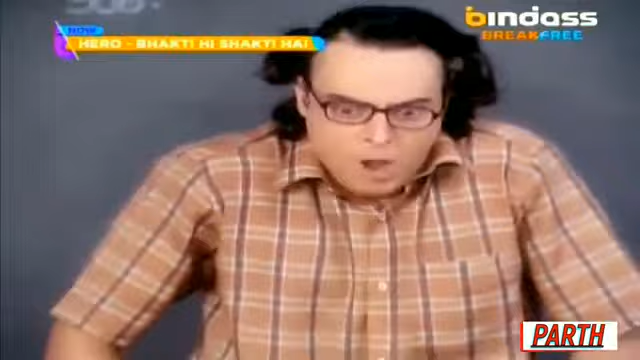 NOW
HERO - BHAKTI HI SHAKTI HAI
bindass
BREAKFREE
PARTH